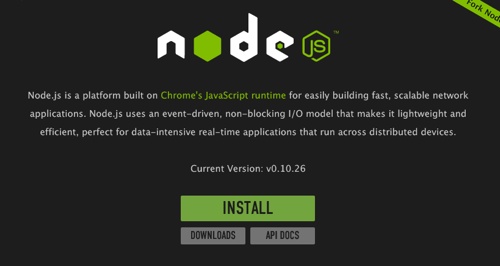 Fork Node
node JS ™
Node.js is a platform built on Chrome's JavaScript runtime for easily building fast, scalable network
applications. Node.js uses an event-driven, non-blocking I/O model that makes it lightweight and
efficient, perfect for data-intensive real-time applications that run across distributed devices.
Current Version: v0.10.26
INSTALL
DOWNLOADS API DOCS